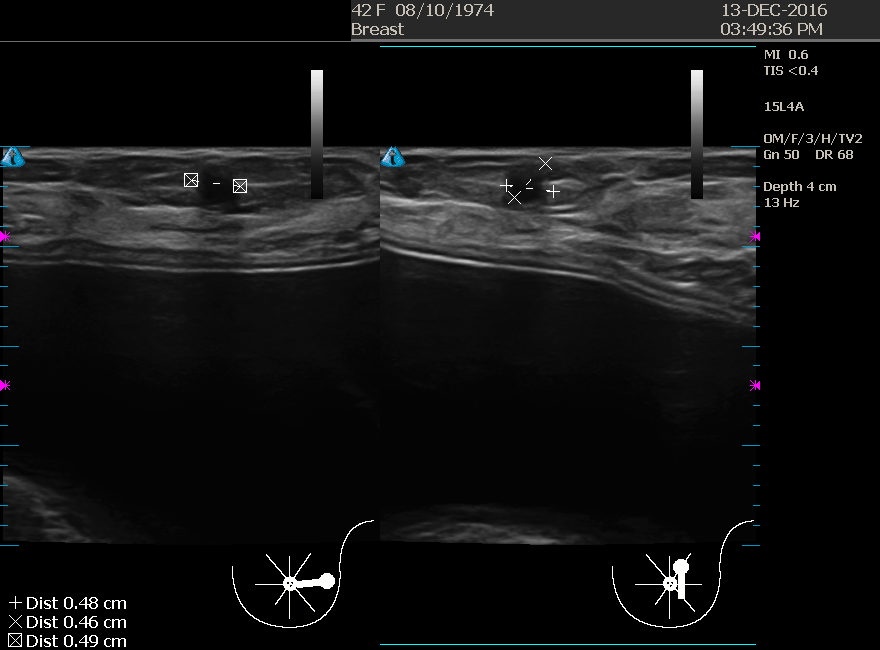 42 F 08/10/1974 13-DEC-2016
Breast 03:49:36 PM
MI 0.6
TIS <0.4
15L4A
OM/F/3/H/TV2
Gn 50 DR 68
Depth 4 cm
13 Hz
Dist 0.48 cm
Dist 0.46 cm
Dist 0.49 cm